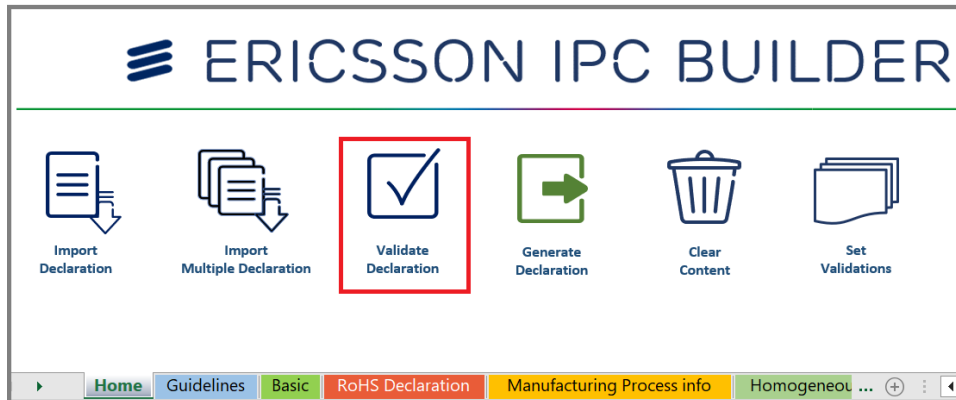 ERICSSON IPC BUILDER
Import
Declaration
Import
Multiple Declaration
Validate
Declaration
Generate
Declaration
Clear
Content
Set
Validations
Home Guidelines Basic RoHS Declaration Manufacturing Process info Homogeneou ...